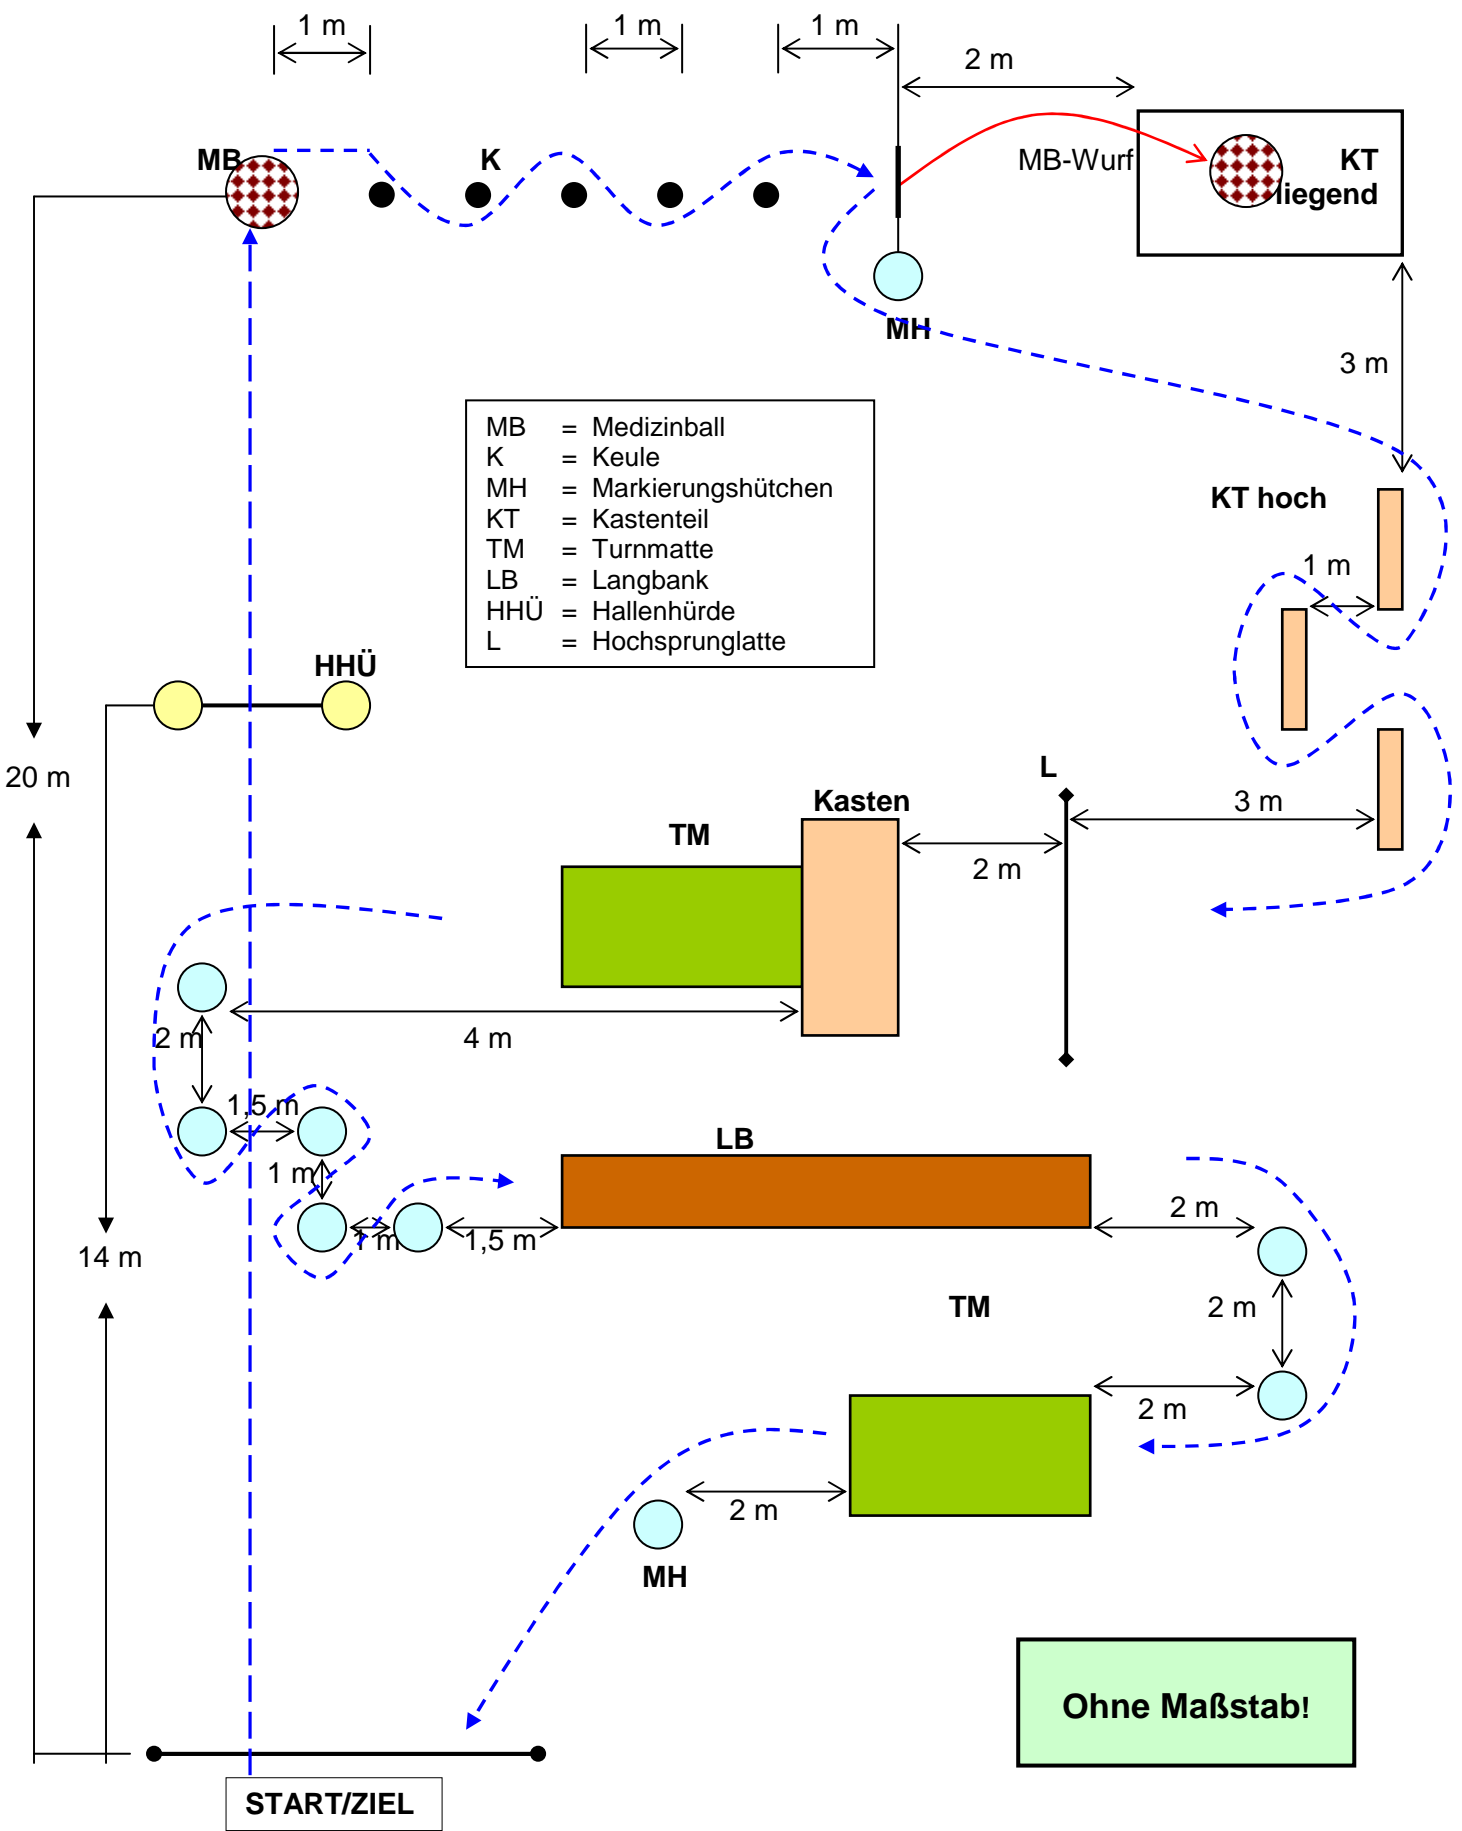 1 m
1 m
1 m
2 m
MB
K
MB-Wurf
KT
liegend
MH
3 m
MB = Medizinball
K = Keule
MH = Markierungshütchen
KT = Kastenteil
TM = Turnmatte
LB = Langbank
HHÜ = Hallenhürde
L = Hochsprunglatte
KT hoch
1 m
HHÜ
20 m
L
Kasten
3 m
TM
2 m
2 m
4 m
1,5 m
LB
1 m
2 m
1 m
1,5 m
14 m
TM
2 m
2 m
2 m
MH
Ohne Maßstab!
START/ZIEL